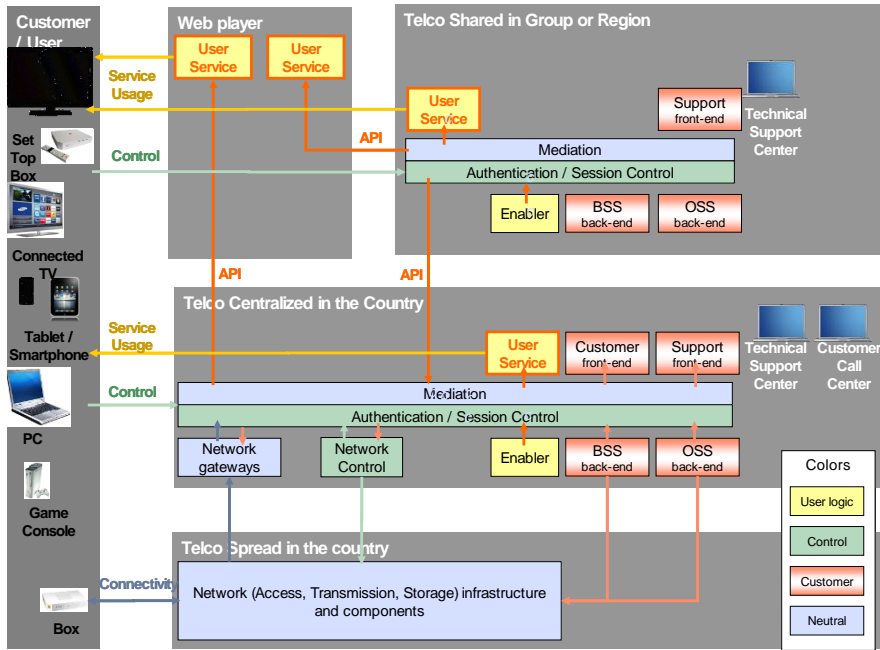 Customer
/ User
Set
Top
Box
Connected
TV
Tablet /
Smartphone
PC
Game
Console
Box
Web player
User
Service
User
Service
Service
Usage
Control
API
API
API
Telco Shared in Group or Region
User
Service
Support
front-end
Technical
Support
Center
Mediation
Authentication / Session Control
Enabler
BSS
back-end
OSS
back-end
Telco Centralized in the Country
Service
Usage
Control
User
Service
Customer
front-end
Support
front-end
Technical
Support
Center
Customer
Call
Center
Mediation
Authentication / Session Control
Network
gateways
Network
Control
Enabler
BSS
back-end
OSS
back-end
Telco Spread in the country
Connectivity
Network (Access, Transmission, Storage) infrastructure
and components
Colors
User logic
Control
Customer
Neutral